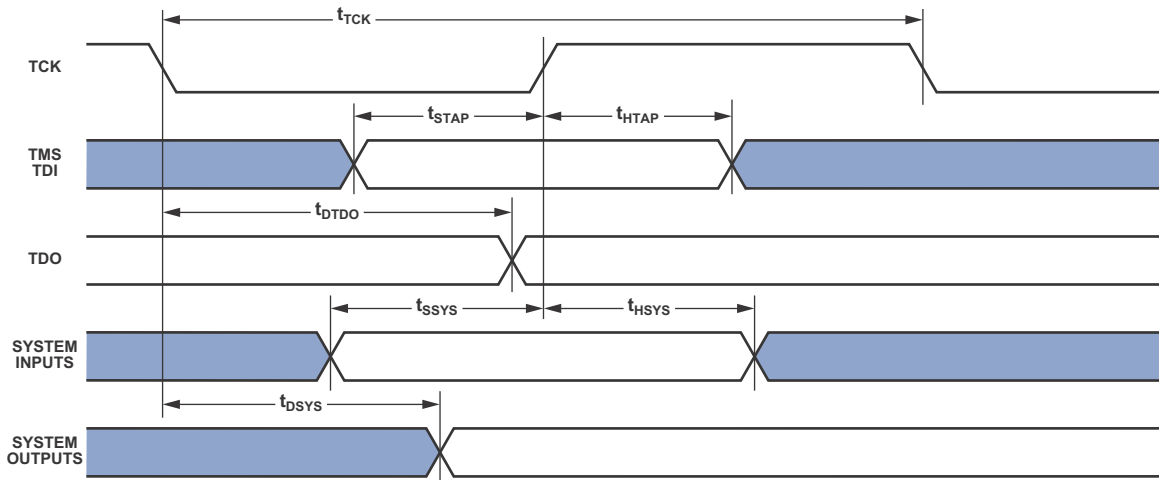 tTCK
TCK
tSTAP
tHTAP
TMS
TDI
tDTDO
TDO
tSSYS
tHSYS
SYSTEM
INPUTS
tDSYS
SYSTEM
OUTPUTS